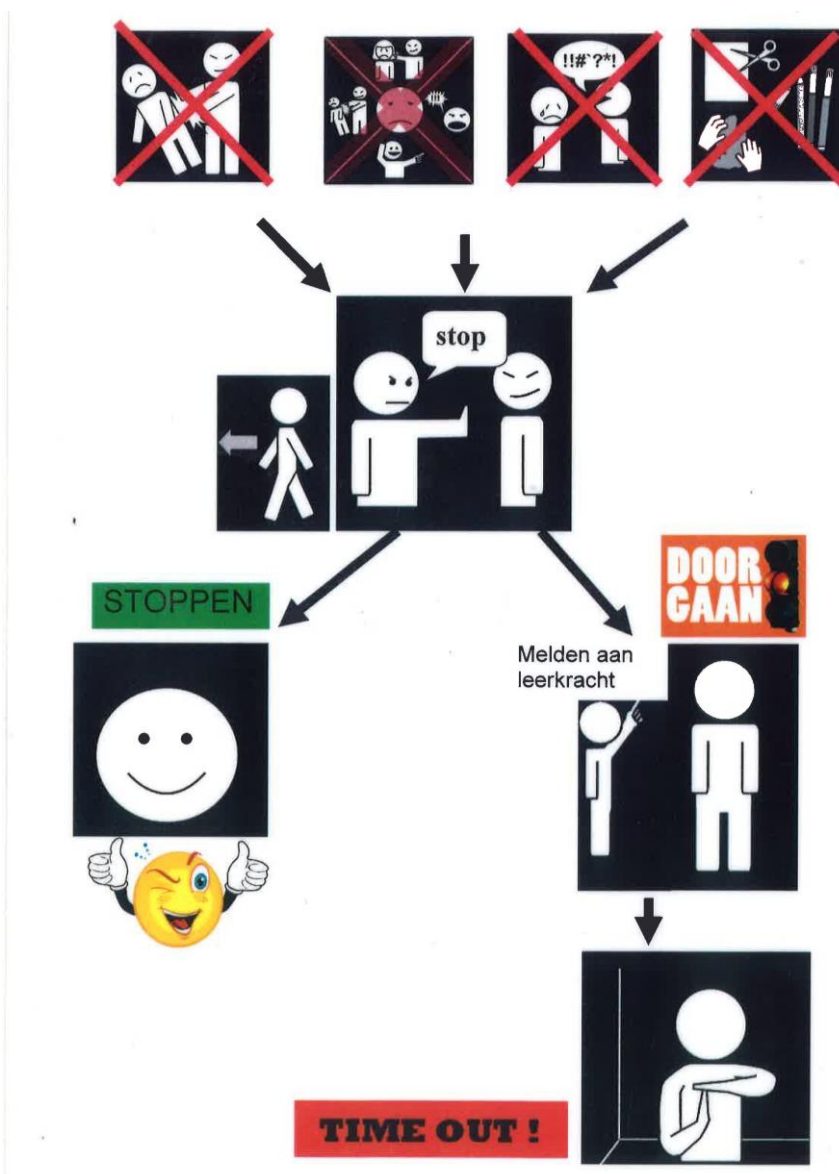 !!#`?*!
stop
STOPPEN
DOOR
GAAN
Melden aan
leerkracht
TIME OUT !